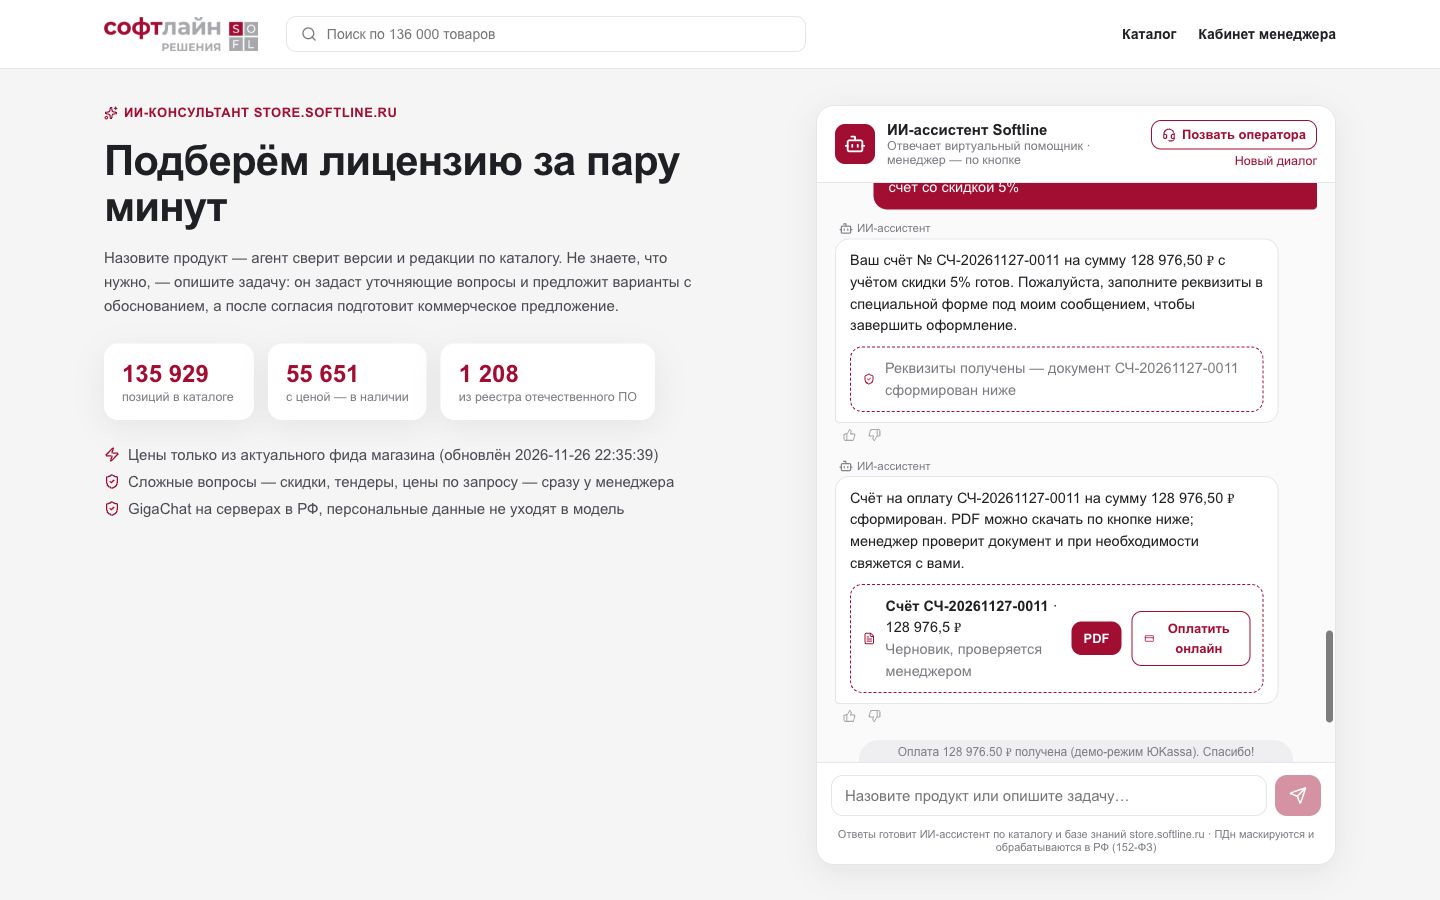 софтлайн
РЕШЕНИЯ
S O
F L
Поиск по 136 000 товаров
Каталог
Кабинет менеджера
ИИ-КОНСУЛЬТАНТ STORE.SOFTLINE.RU
Подберём лицензию за пару
минут
Назовите продукт — агент сверит версии и редакции по каталогу. Не знаете, что
нужно, — опишите задачу: он задаст уточняющие вопросы и предложит варианты с
обоснованием, а после согласия подготовит коммерческое предложение.
135 929
позиций в каталоге
55 651
с ценой — в наличии
1 208
из реестра отечественного ПО
Цены только из актуального фида магазина (обновлён 2026-11-26 22:35:39)
Сложные вопросы — скидки, тендеры, цены по запросу — сразу у менеджера
GigaChat на серверах в РФ, персональные данные не уходят в модель
ИИ-ассистент Softline
Отвечает виртуальный помощник ·
менеджер — по кнопке
Позвать оператора
Новый диалог
счет со скидкой 5%
ИИ-ассистент
Ваш счёт № СЧ-20261127-0011 на сумму 128 976,50 ₽ с
учётом скидки 5% готов. Пожалуйста, заполните реквизиты в
специальной форме под моим сообщением, чтобы
завершить оформление.
Реквизиты получены — документ СЧ-20261127-0011
сформирован ниже
ИИ-ассистент
Счёт на оплату СЧ-20261127-0011 на сумму 128 976,50 ₽
сформирован. PDF можно скачать по кнопке ниже;
менеджер проверит документ и при необходимости
свяжется с вами.
Счёт СЧ-20261127-0011 ·
128 976,5 ₽
Черновик, проверяется
менеджером
PDF
Оплатить
онлайн
Оплата 128 976.50 ₽ получена (демо-режим ЮKassa). Спасибо!
Назовите продукт или опишите задачу…
Ответы готовит ИИ-ассистент по каталогу и базе знаний store.softline.ru · ПДн маскируются и
обрабатываются в РФ (152-ФЗ)